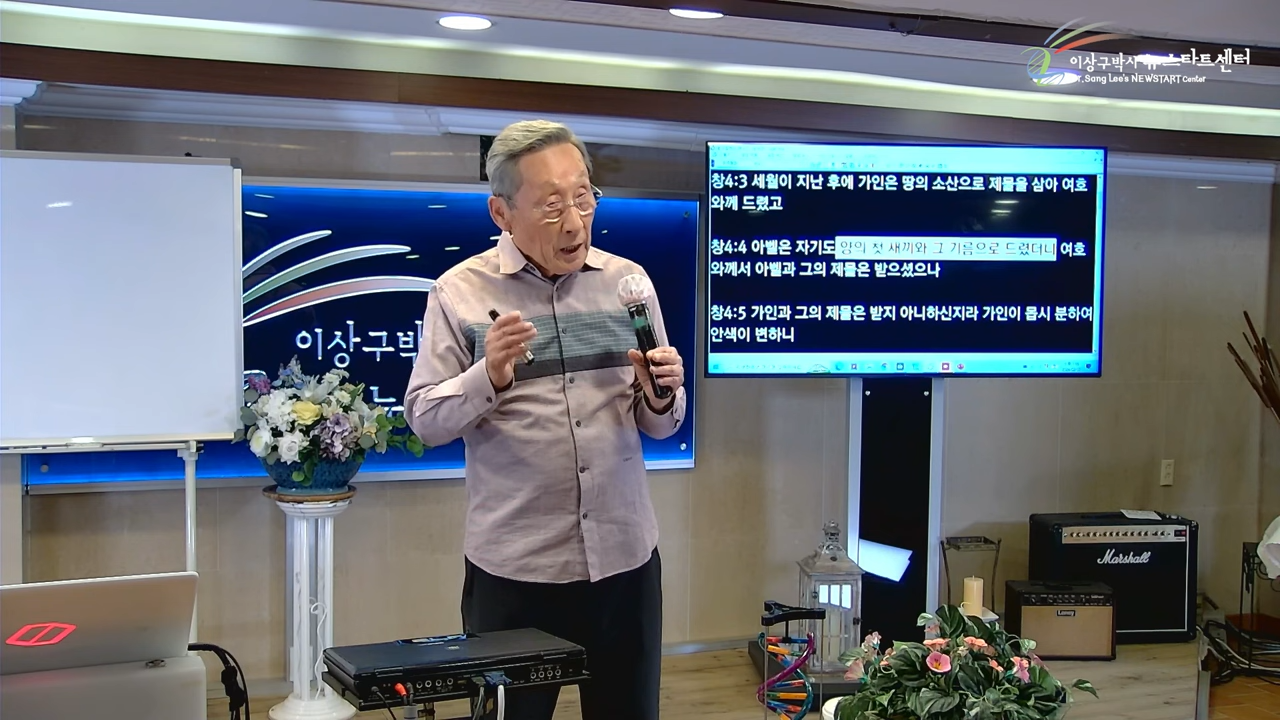 이상구박사 뉴스타트센터
Dr. Sang Lee's NEWSTART Center
창4:3 세월이 지난 후에 가인은 땅의 소산으로 제물을 삼아 여호
와께 드렸고
창4:4 아벨은 자기도 양의 첫 새끼와 그 기름으로 드렸더니 여호
와께서 아벨과 그의 제물은 받으셨으나
창4:5 가인과 그의 제물은 받지 아니하신지라 가인이 몹시 분하여
안색이 변하니
이상구박
뉴
Marshall
Laney